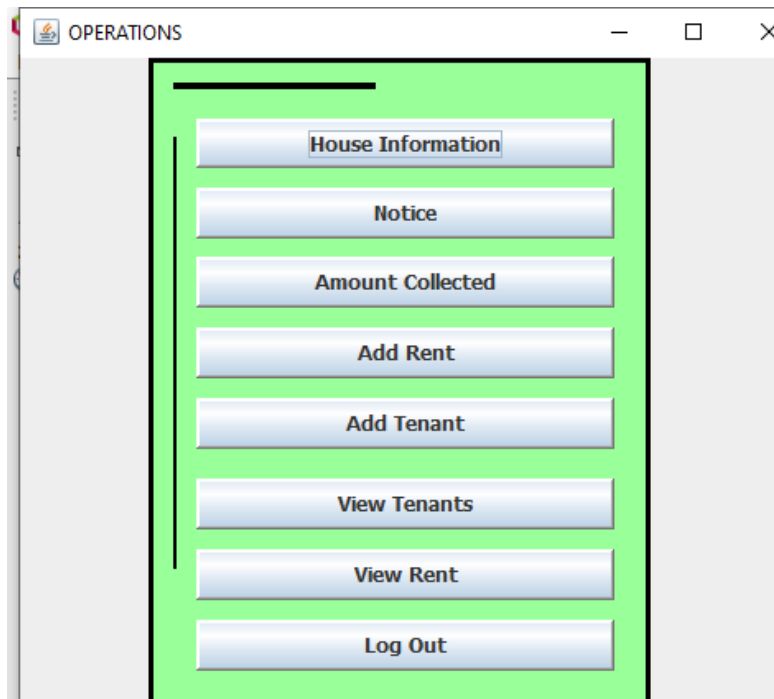 OPERATIONS
House Information
Notice
Amount Collected
Add Rent
Add Tenant
View Tenants
View Rent
Log Out